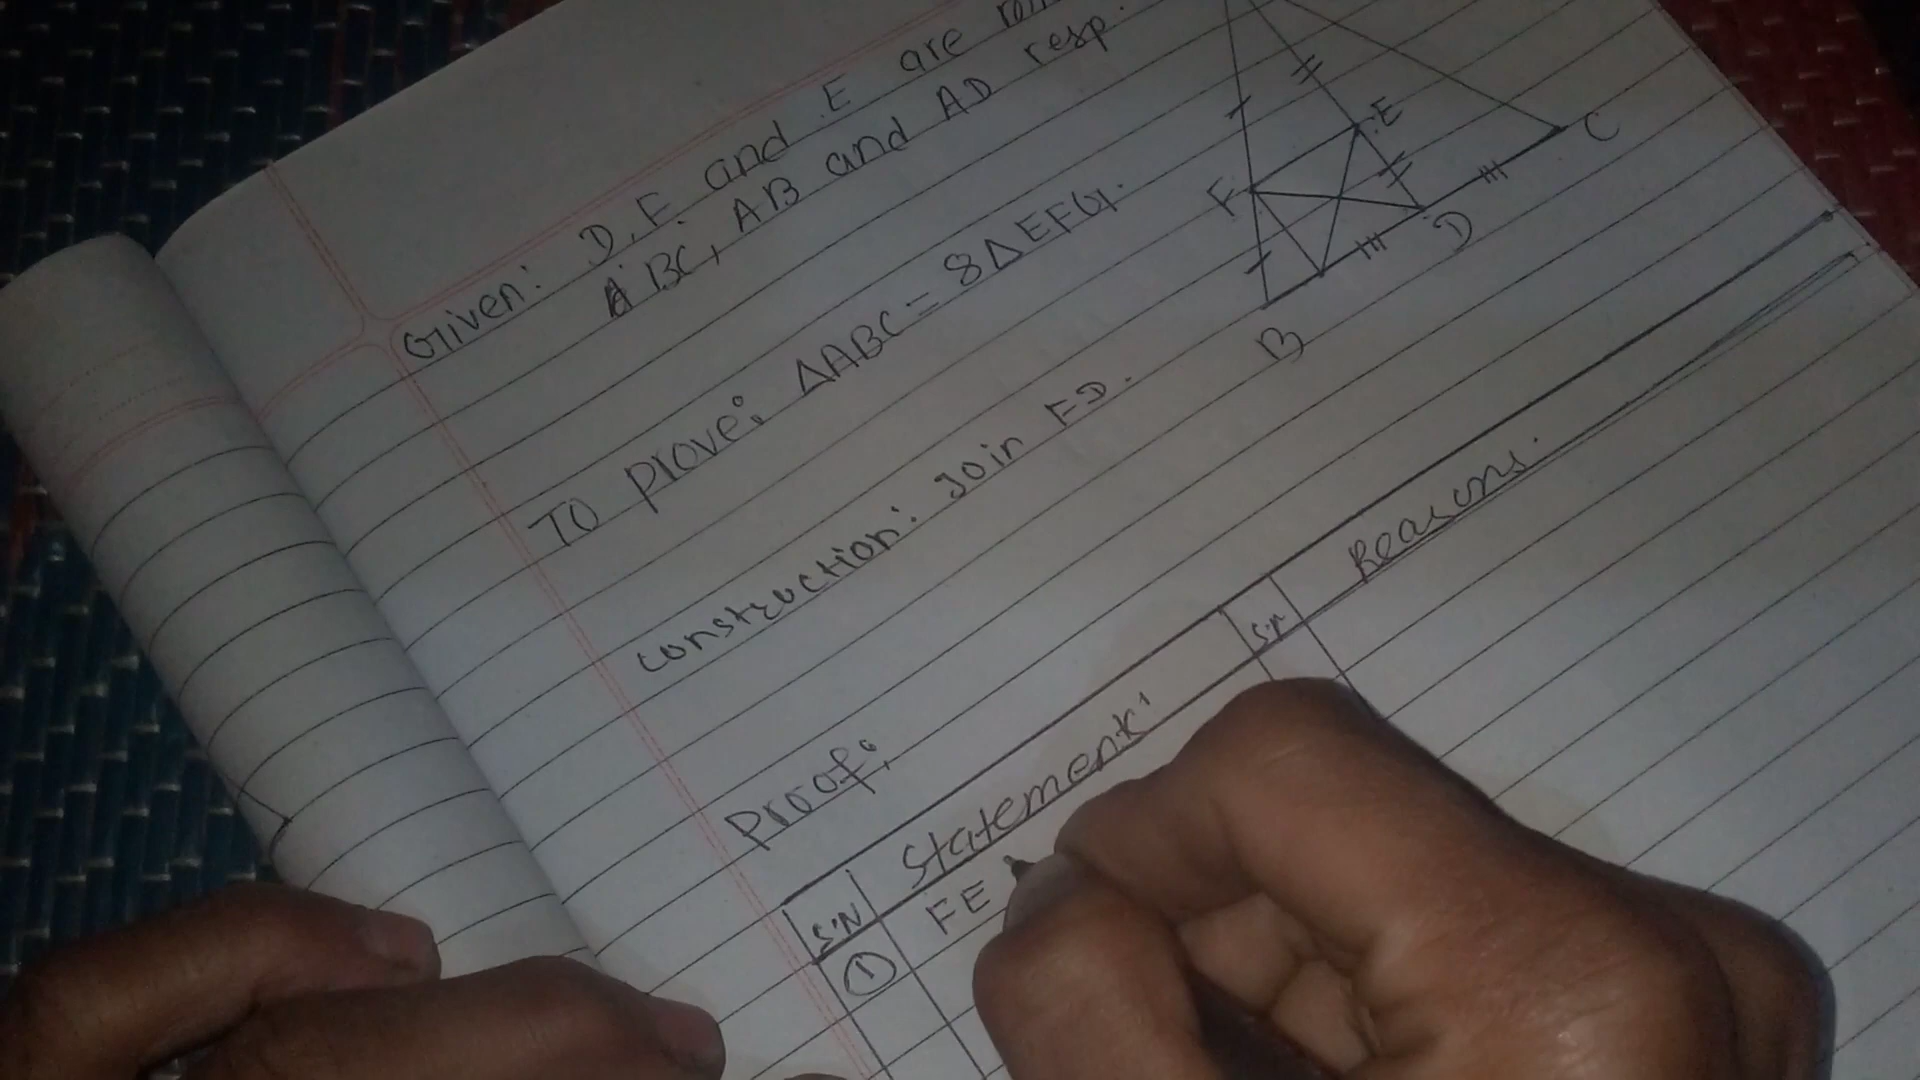 Given: D, F, and E are
BC, AB and AD resp.
To prove: ΔABC = 8ΔEFG.
construction: Join FD.
Proof:
S.N Statement S.N Reasons.
① FE
E
F
C
D
B